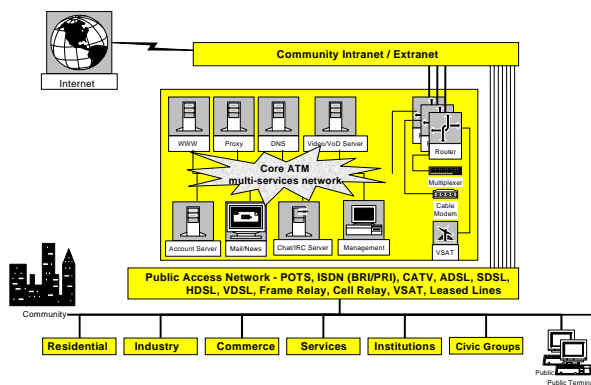 Community Intranet / Extranet
Internet
WWW
Proxy
DNS
Video/VoD Server
Router
Core ATM
multi-services network
Multiplexer
Cable
Modem
Account Server
Mail/News
Chat/IRC Server
Management
VSAT
Public Access Network - POTS, ISDN (BRI/PRI), CATV, ADSL, SDSL,
HDSL, VDSL, Frame Relay, Cell Relay, VSAT, Leased Lines
Community
Residential
Industry
Commerce
Services
Institutions
Civic Groups
Public
Public Termin